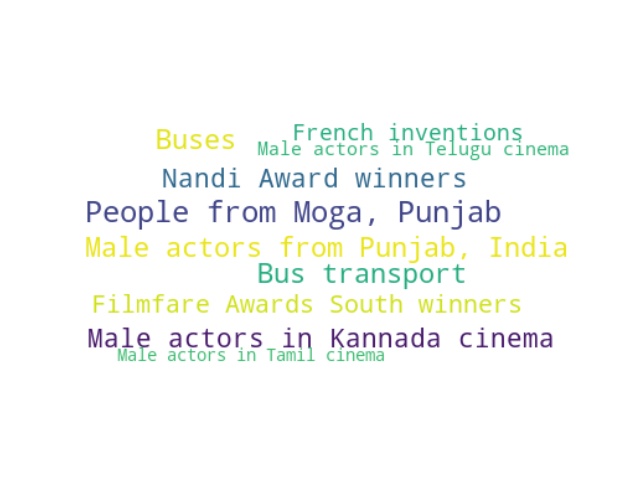 Buses
French inventions
Male actors in Telugu cinema
Nandi Award winners
People from Moga, Punjab
Male actors from Punjab, India
Bus transport
Filmfare Awards South winners
Male actors in Kannada cinema
Male actors in Tamil cinema